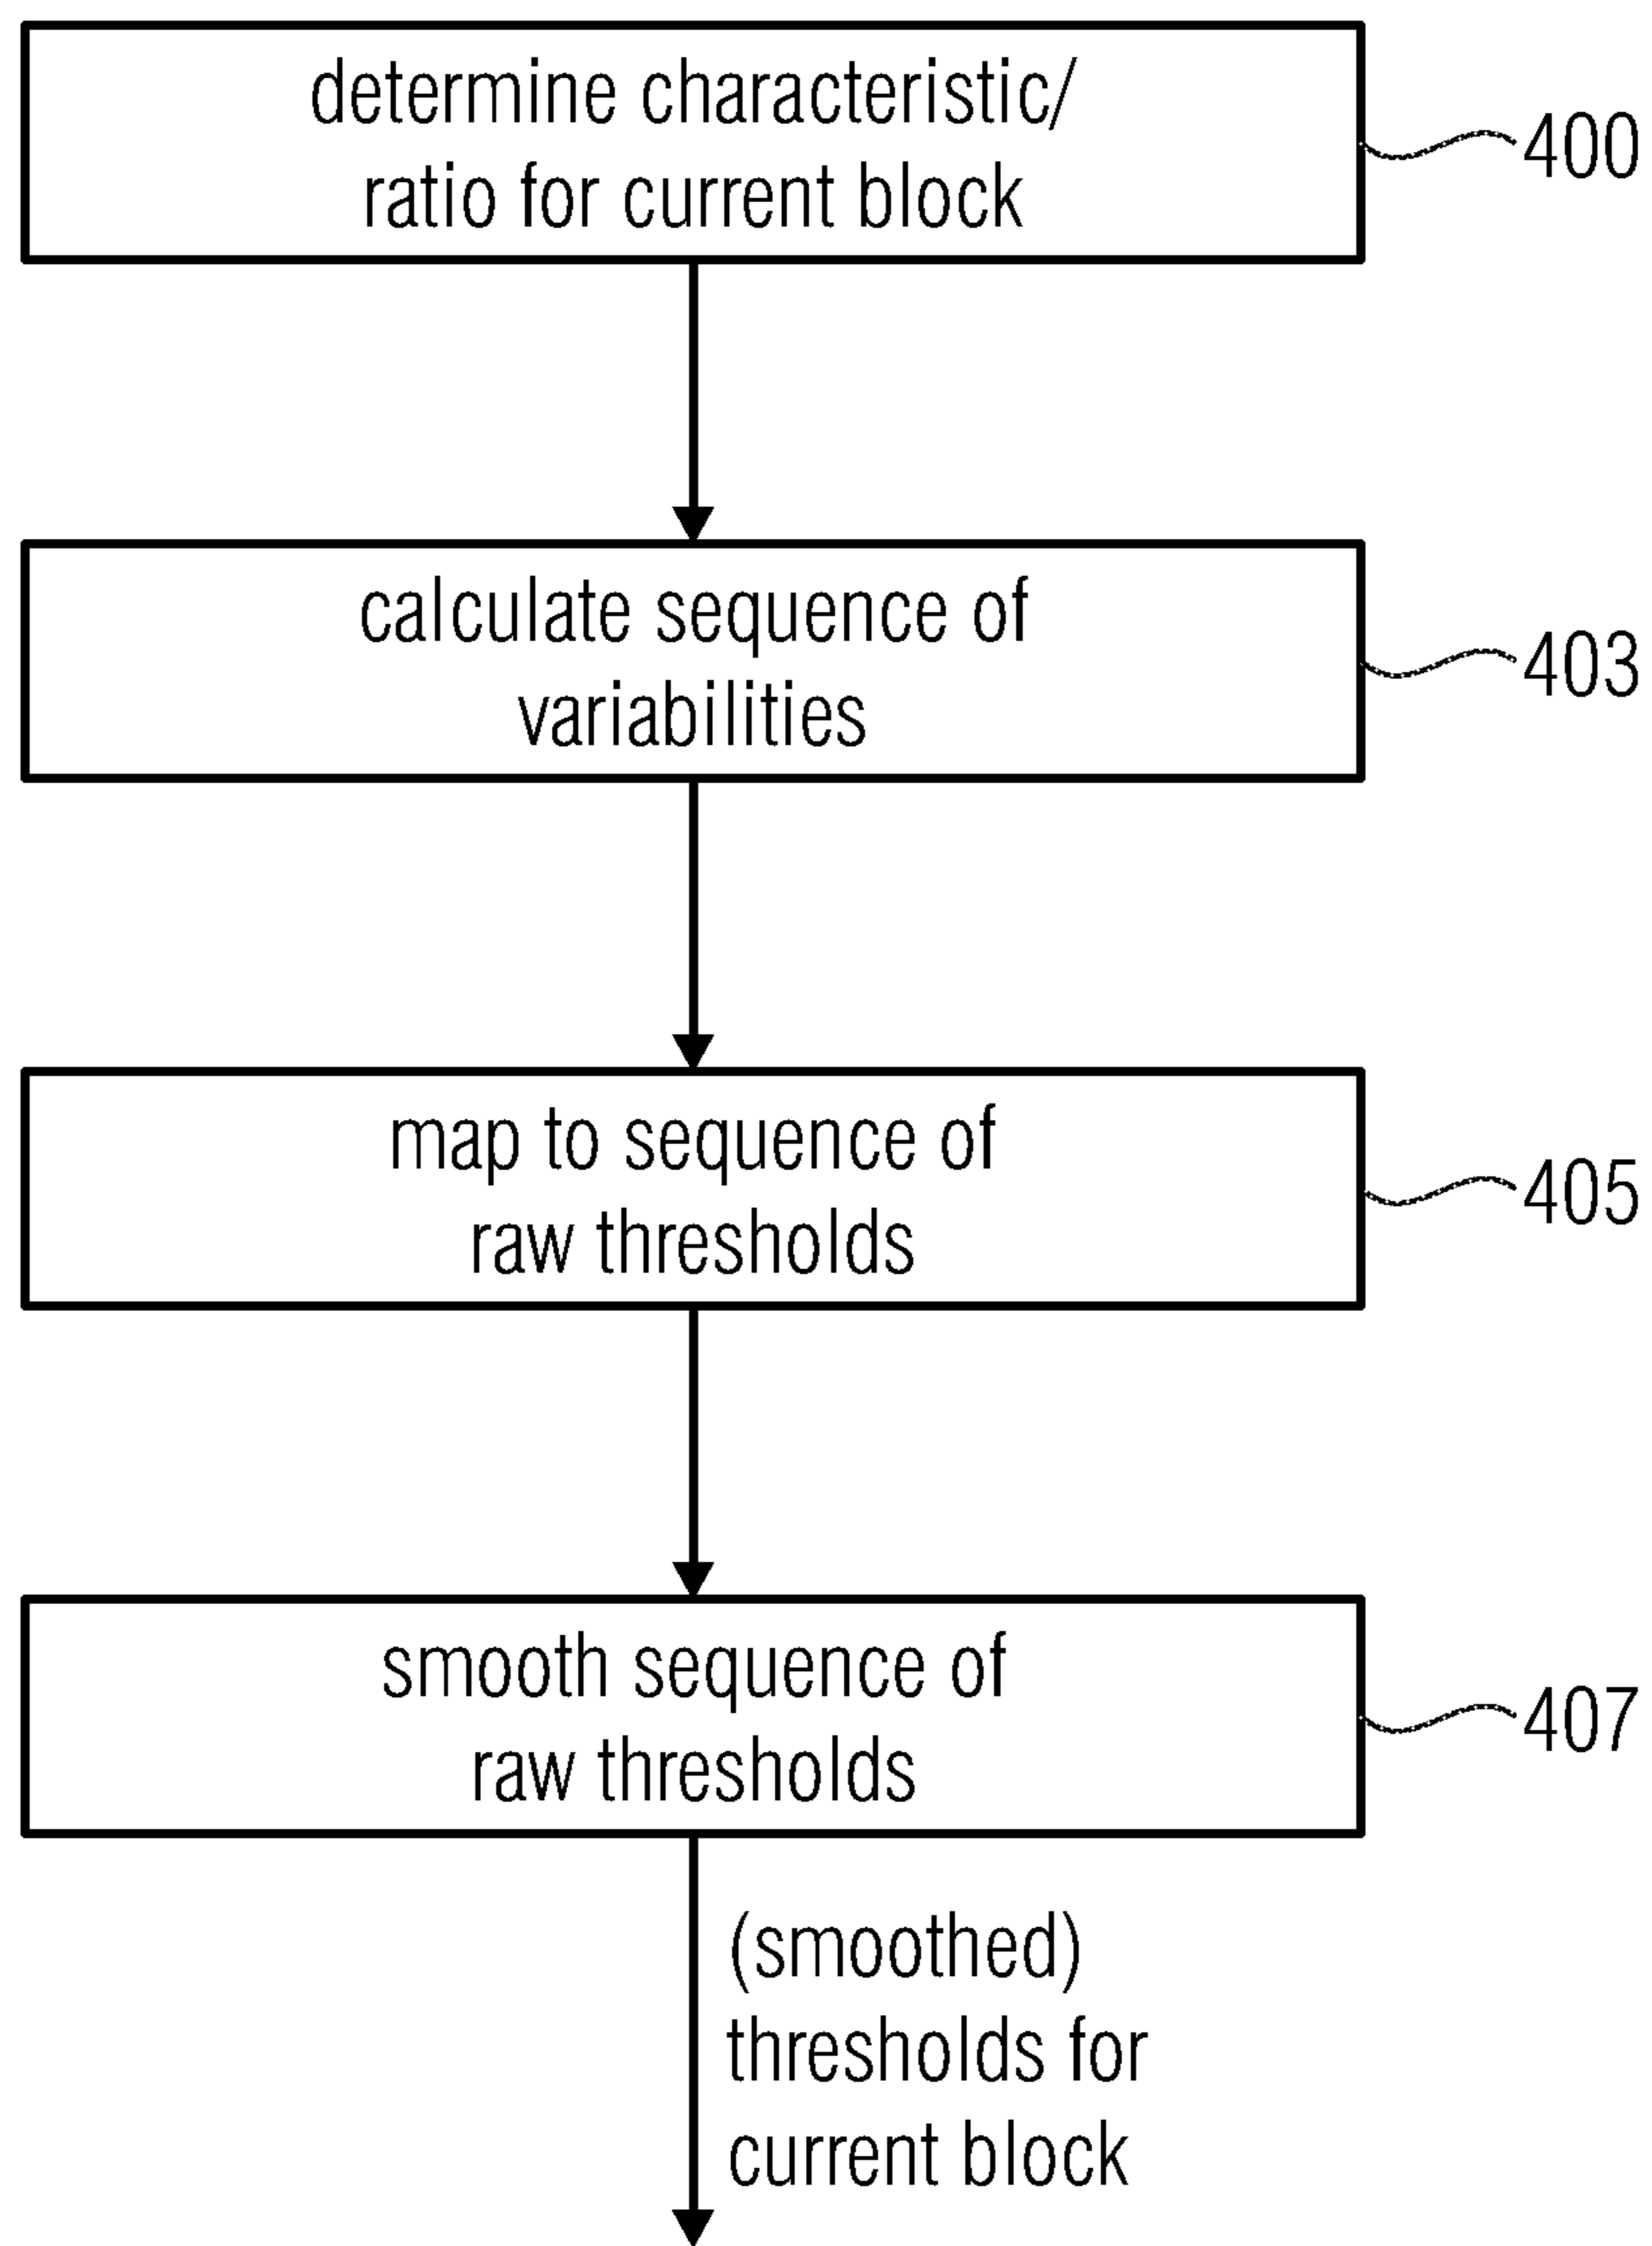 determine characteristic/
ratio for current block
400
calculate sequence of
variabilities
403
map to sequence of
raw thresholds
405
smooth sequence of
raw thresholds
407
(smoothed)
thresholds for
current block